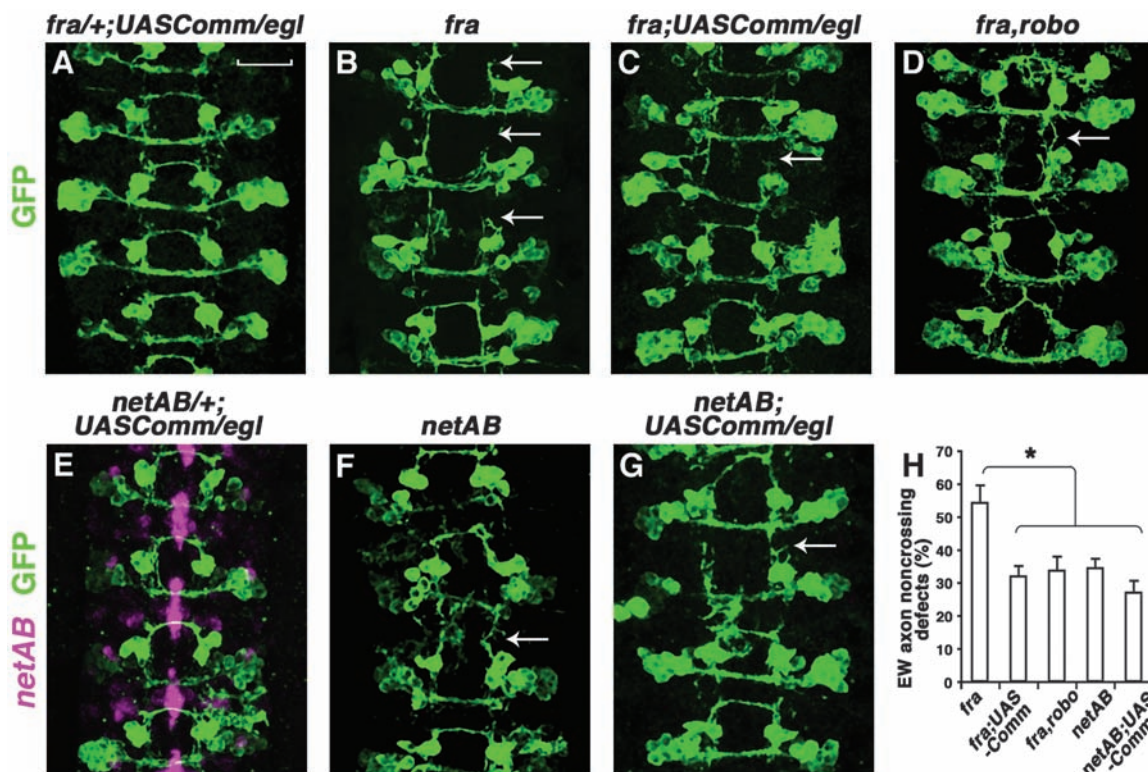 fra/+;UASComm/egl
fra
fra;UASComm/egl
fra,robo
A
B
C
D
GFP
netAB/+;
UASComm/egl
netAB
netAB;
UASComm/egl
E
F
G
H
netAB GFP
EW axon noncrossing
defects (%)
70
60
50
40
30
20
10
0
*
fra
fra;UAS
-Comm
fra,robo
netAB
netAB;UAS
-Comm